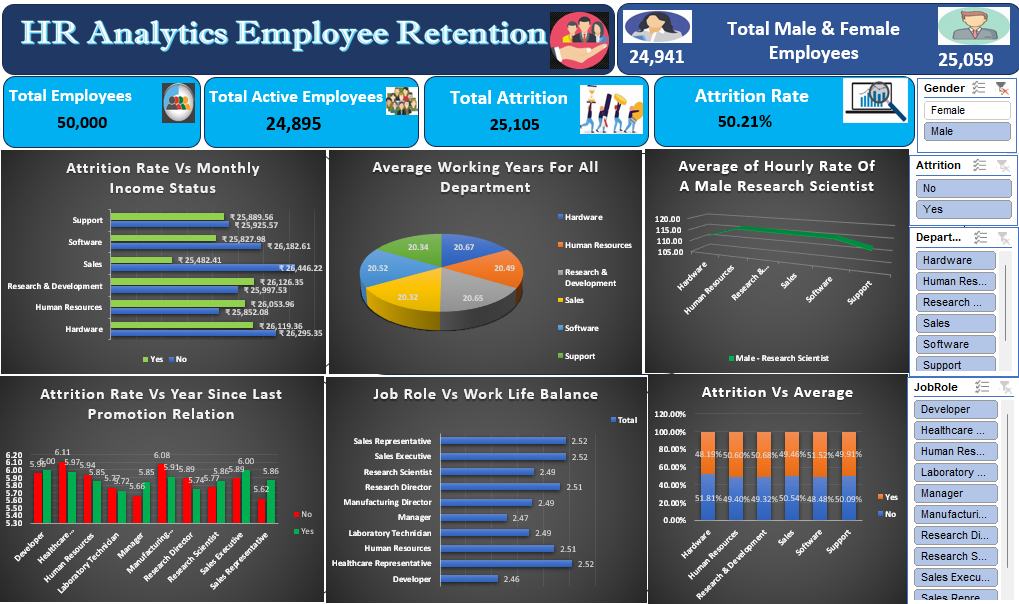 HR Analytics Employee Retention
24,941
Total Male & Female
Employees
25,059
Total Employees
50,000
Total Active Employees
24,895
Total Attrition
25,105
Attrition Rate
50.21%
Gender
Female
Male
Attrition
No
Yes
Depart...
Hardware
Human Res...
Research ...
Sales
Software
Support
JobRole
Developer
Healthcare ...
Human Res...
Laboratory ...
Manager
Manufacturi...
Research Di...
Research S...
Sales Execu...
Sales Repre...
Attrition Rate Vs Monthly
Income Status
Support
₹ 25,889.56
₹ 25,925.57
Software
₹ 25,827.98
₹ 26,182.61
Sales
₹ 25,482.41
₹ 26,446.22
Research & Development
₹ 26,126.35
₹ 25,997.53
Human Resources
₹ 26,053.96
₹ 25,852.08
Hardware
₹ 26,119.36
₹ 26,295.35
Yes No
Average Working Years For All
Department
20.34
20.67
20.52
20.49
20.32
20.65
Hardware
Human Resources
Research &
Development
Sales
Software
Support
Average of Hourly Rate Of
A Male Research Scientist
120.00
115.00
110.00
105.00
Hardware
Human Resources
Research &...
Sales
Software
Support
Male - Research Scientist
Attrition Rate Vs Year Since Last
Promotion Relation
6.20
6.10
6.00
5.90
5.80
5.70
5.60
5.50
5.40
5.30
5.96
6.00
6.11
5.97
5.94
5.85
5.77
5.72
5.66
5.85
6.08
5.91
5.89
5.74
5.77
5.86
5.89
6.00
5.62
5.86
Developer
Healthcare...
Human Resources
Laboratory Technician
Manager
Manufacturing...
Research Director
Research Scientist
Sales Executive
Sales Representative
No
Yes
Job Role Vs Work Life Balance
Total
Sales Representative 2.52
Sales Executive 2.52
Research Scientist 2.49
Research Director 2.51
Manufacturing Director 2.49
Manager 2.47
Laboratory Technician 2.49
Human Resources 2.51
Healthcare Representative 2.52
Developer 2.46
Attrition Vs Average
120.00%
100.00%
80.00%
60.00%
40.00%
20.00%
0.00%
48.19% 50.60% 50.68% 49.46% 51.52% 49.91%
51.81% 49.40% 49.32% 50.54% 48.48% 50.09%
Hardware
Human Resources
Research & Development
Sales
Software
Support
Yes
No